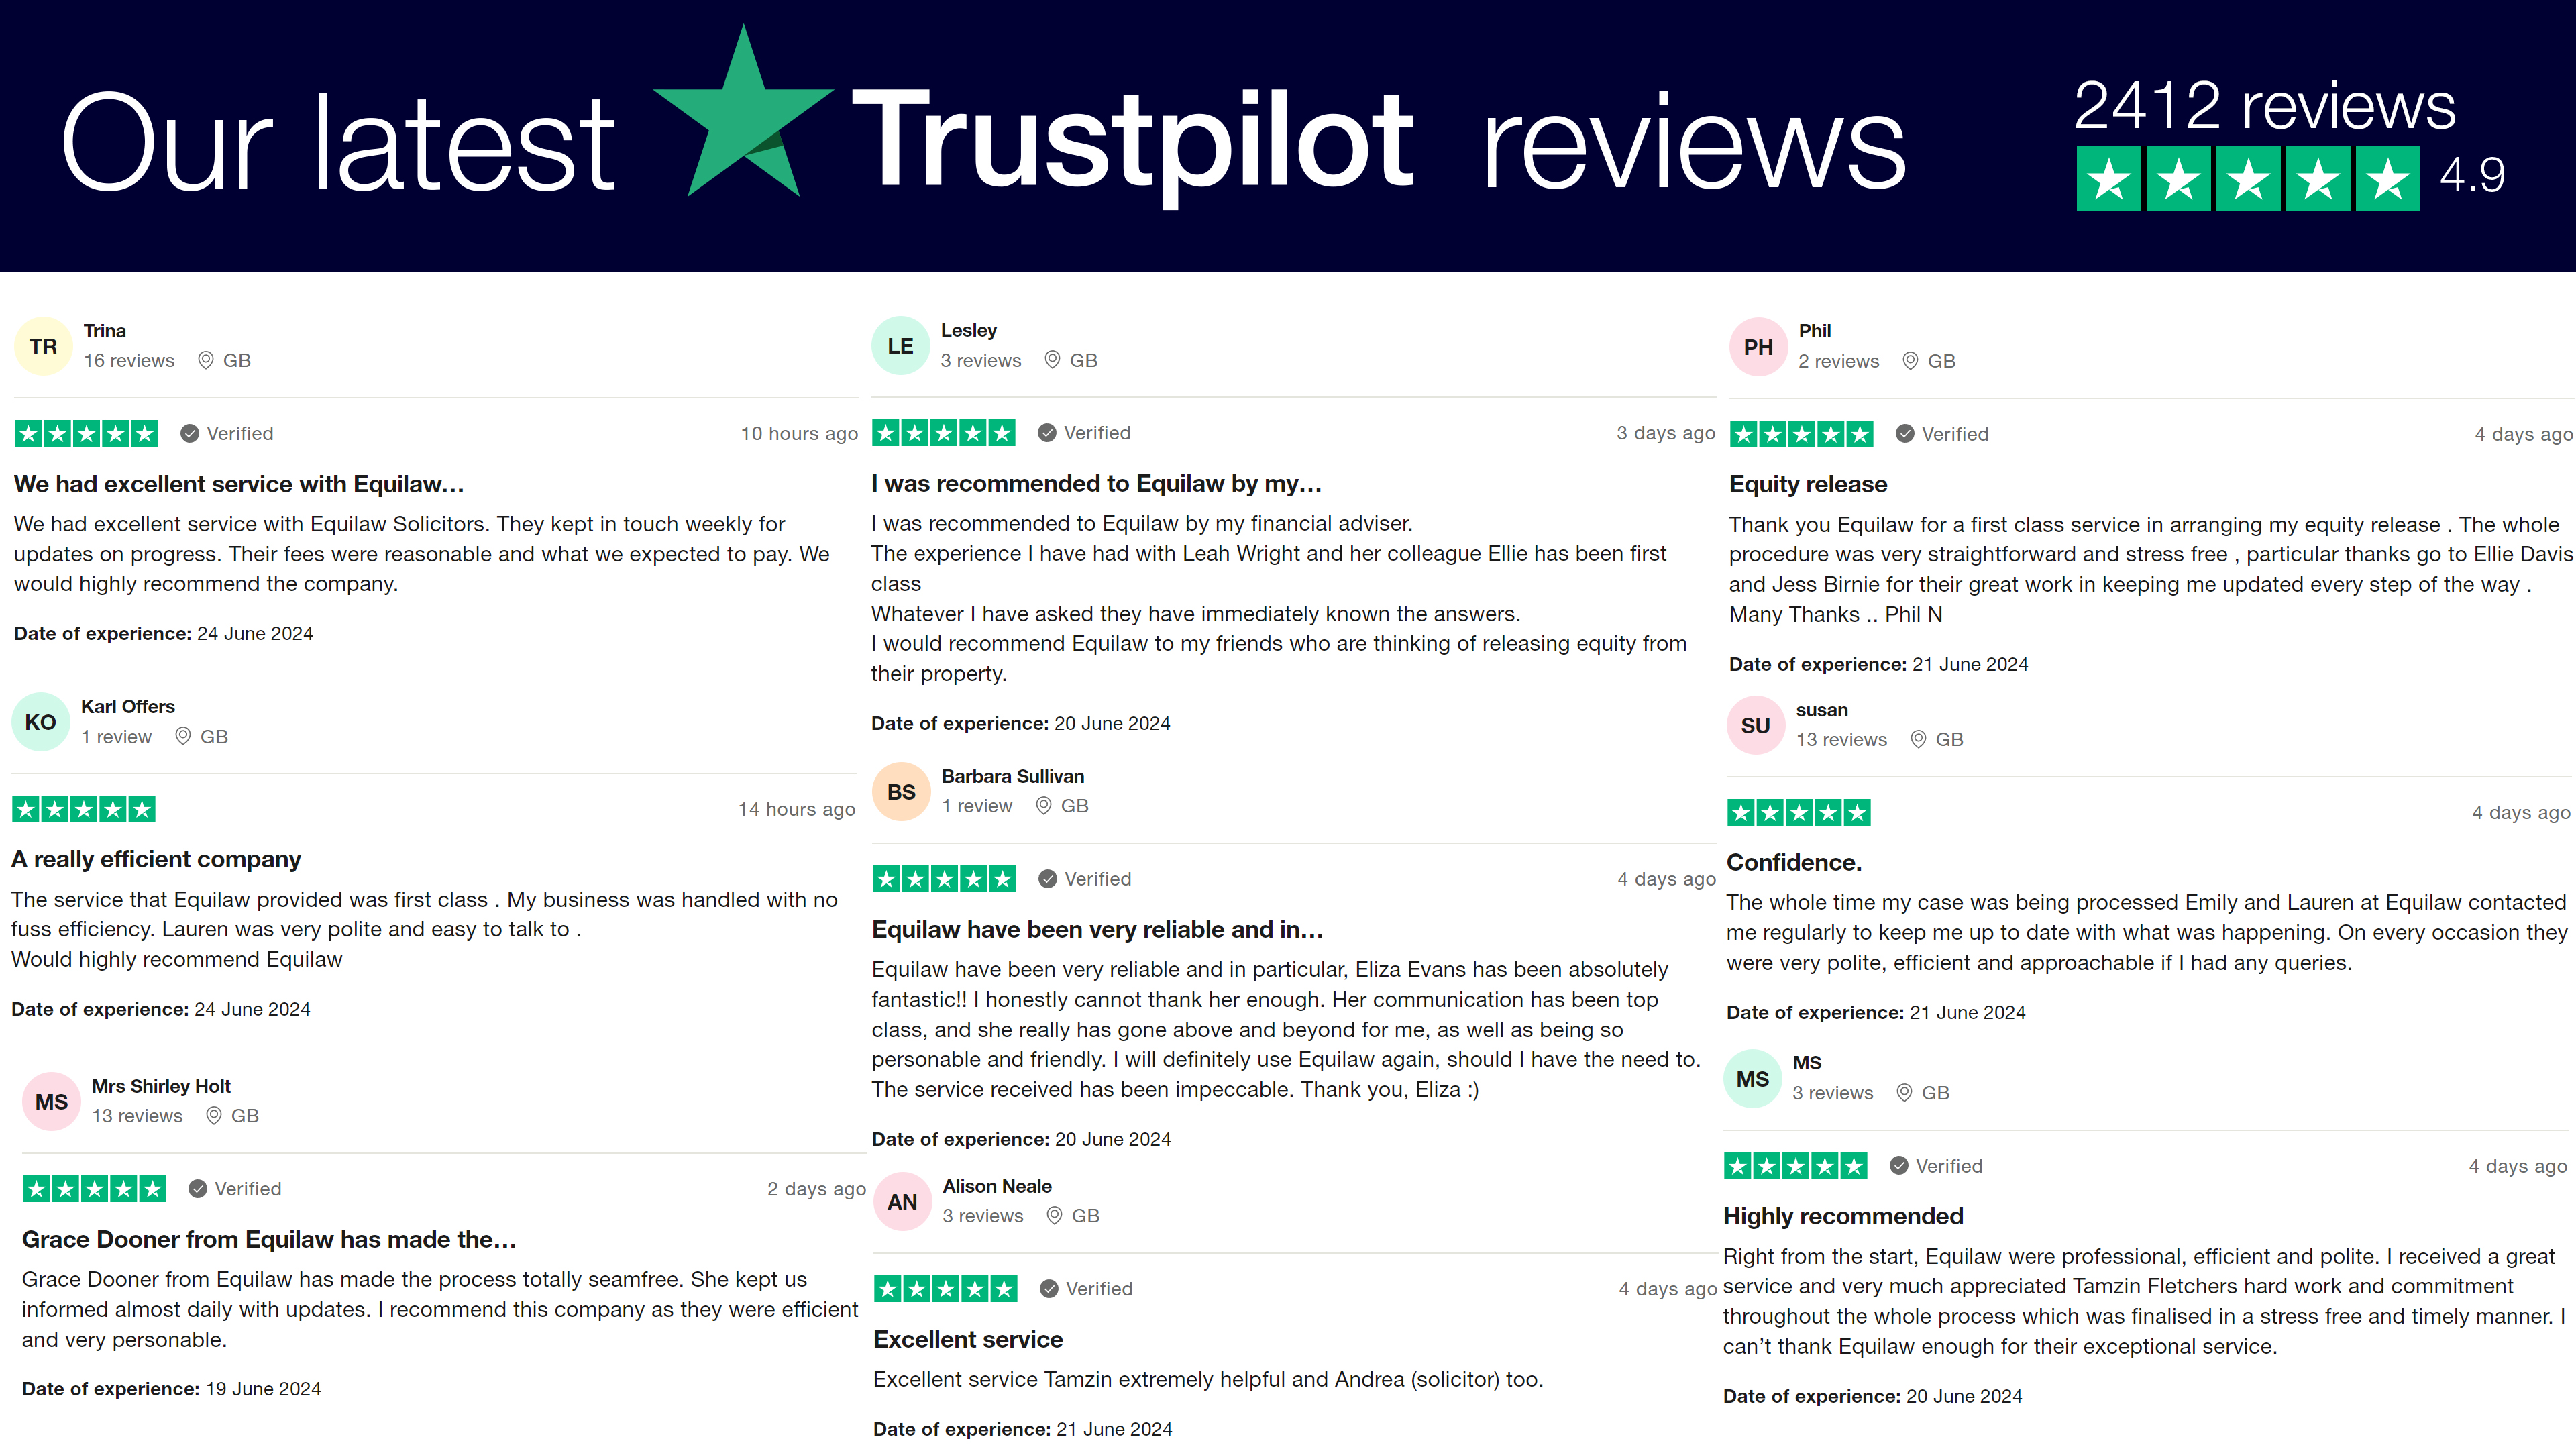 Our latest Trustpilot reviews
2412 reviews
4.9
TR
Trina
16 reviews GB
Verified 10 hours ago
We had excellent service with Equilaw...
We had excellent service with Equilaw Solicitors. They kept in touch weekly for
updates on progress. Their fees were reasonable and what we expected to pay. We
would highly recommend the company.
Date of experience: 24 June 2024
KO
Karl Offers
1 review GB
14 hours ago
A really efficient company
The service that Equilaw provided was first class . My business was handled with no
fuss efficiency. Lauren was very polite and easy to talk to .
Would highly recommend Equilaw
Date of experience: 24 June 2024
MS
Mrs Shirley Holt
13 reviews GB
Verified 2 days ago
Grace Dooner from Equilaw has made the...
Grace Dooner from Equilaw has made the process totally seamfree. She kept us
informed almost daily with updates. I recommend this company as they were efficient
and very personable.
Date of experience: 19 June 2024
LE
Lesley
3 reviews GB
Verified 3 days ago
I was recommended to Equilaw by my...
I was recommended to Equilaw by my financial adviser.
The experience I have had with Leah Wright and her colleague Ellie has been first
class
Whatever I have asked they have immediately known the answers.
I would recommend Equilaw to my friends who are thinking of releasing equity from
their property.
Date of experience: 20 June 2024
BS
Barbara Sullivan
1 review GB
Verified 4 days ago
Equilaw have been very reliable and in...
Equilaw have been very reliable and in particular, Eliza Evans has been absolutely
fantastic!! I honestly cannot thank her enough. Her communication has been top
class, and she really has gone above and beyond for me, as well as being so
personable and friendly. I will definitely use Equilaw again, should I have the need to.
The service received has been impeccable. Thank you, Eliza :)
Date of experience: 20 June 2024
AN
Alison Neale
3 reviews GB
Verified 4 days ago
Excellent service
Excellent service Tamzin extremely helpful and Andrea (solicitor) too.
Date of experience: 21 June 2024
PH
Phil
2 reviews GB
Verified 4 days ago
Equity release
Thank you Equilaw for a first class service in arranging my equity release . The whole
procedure was very straightforward and stress free , particular thanks go to Ellie Davis
and Jess Birnie for their great work in keeping me updated every step of the way .
Many Thanks .. Phil N
Date of experience: 21 June 2024
SU
susan
13 reviews GB
4 days ago
Confidence.
The whole time my case was being processed Emily and Lauren at Equilaw contacted
me regularly to keep me up to date with what was happening. On every occasion they
were very polite, efficient and approachable if I had any queries.
Date of experience: 21 June 2024
MS
MS
3 reviews GB
Verified 4 days ago
Highly recommended
Right from the start, Equilaw were professional, efficient and polite. I received a great
service and very much appreciated Tamzin Fletchers hard work and commitment
throughout the whole process which was finalised in a stress free and timely manner. I
can't thank Equilaw enough for their exceptional service.
Date of experience: 20 June 2024